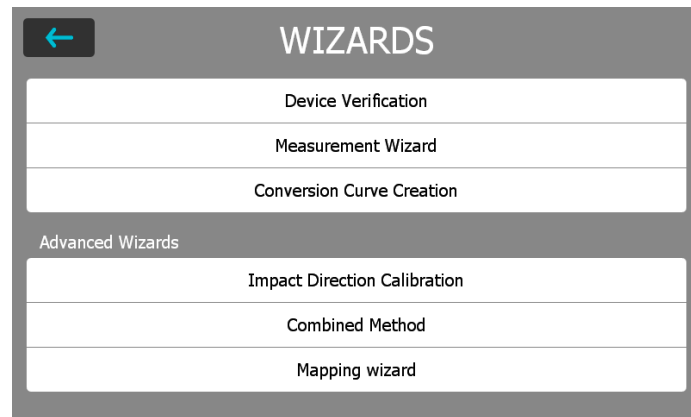 WIZARDS
Device Verification
Measurement Wizard
Conversion Curve Creation
Advanced Wizards
Impact Direction Calibration
Combined Method
Mapping wizard